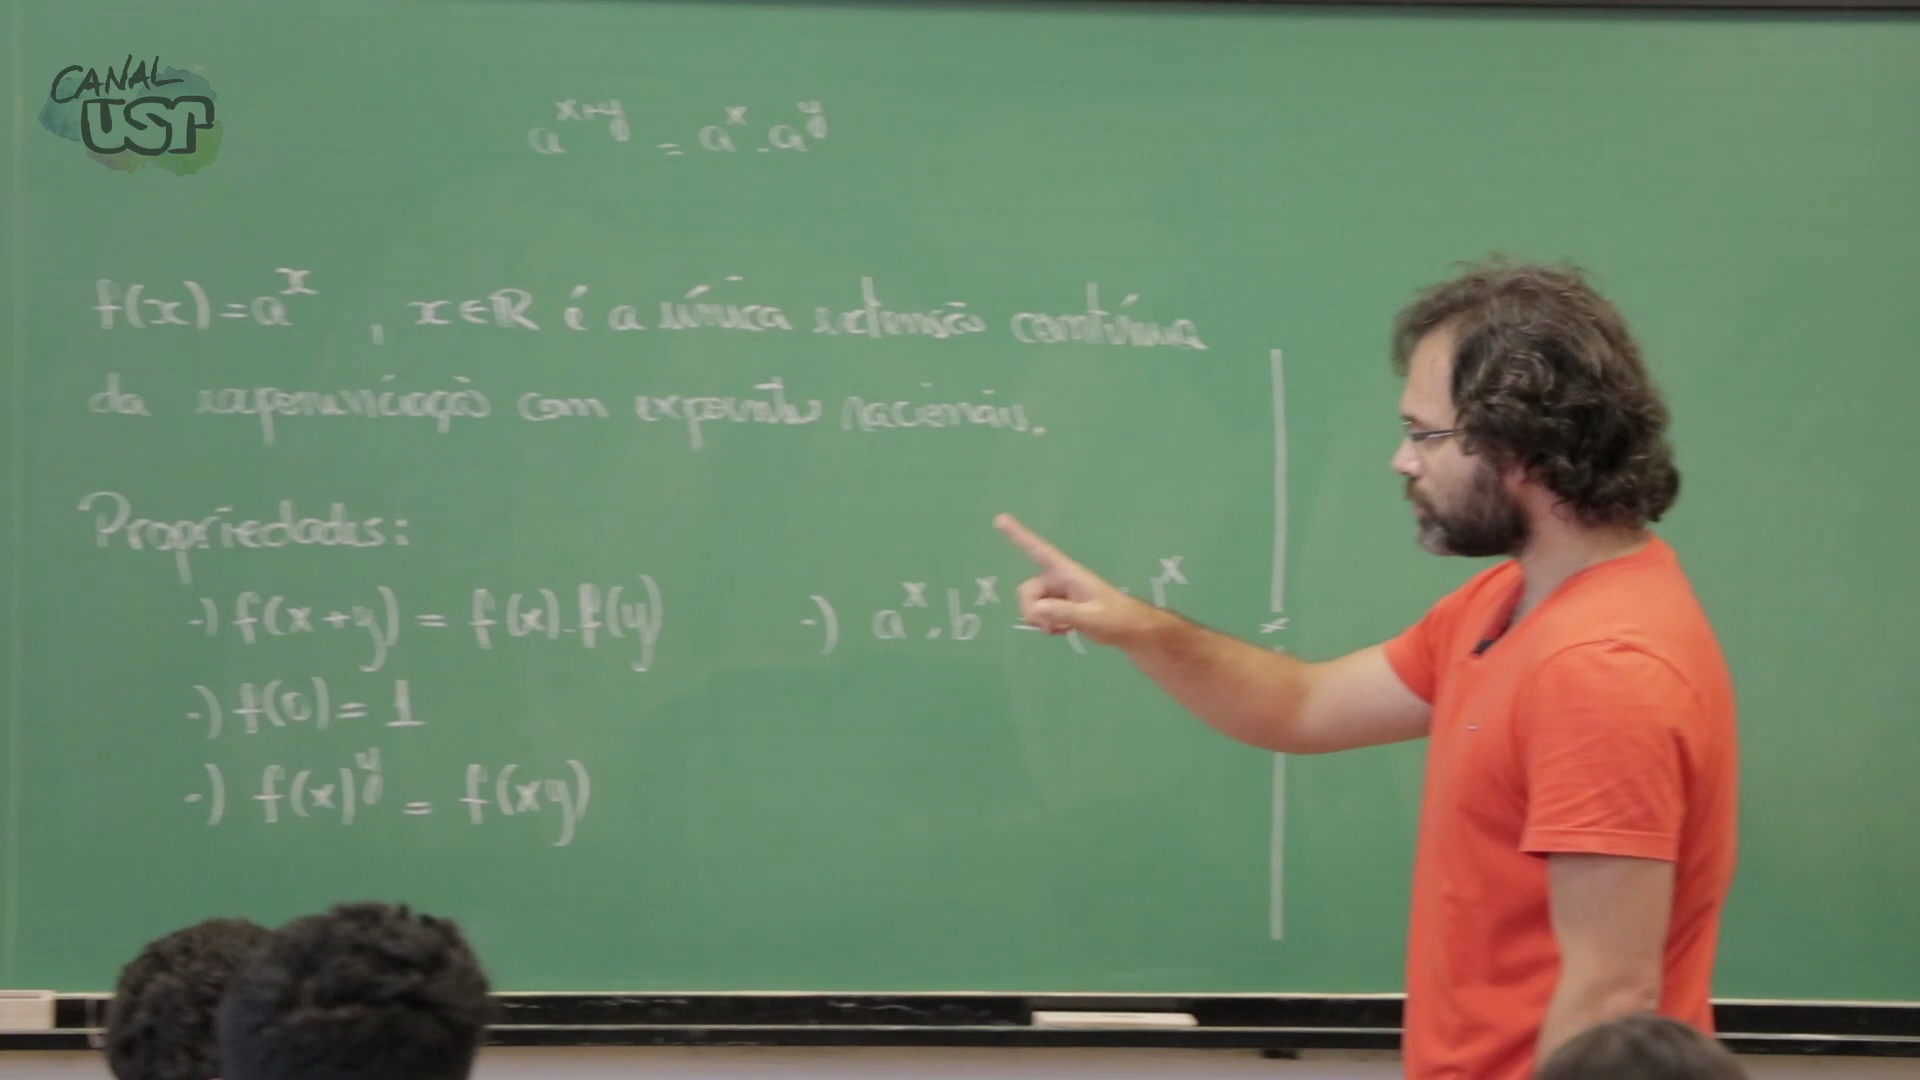 CANAL
USP
a^{x+y} = a^x . a^y
f(x) = a^x , x ∈ ℝ é a única extensão contínua
da exponenciação com expoentes racionais.
Propriedades:
·) f(x+y) = f(x) . f(y) ·) a^x . b^x =
·) f(0) = 1
·) f(x)^y = f(xy)